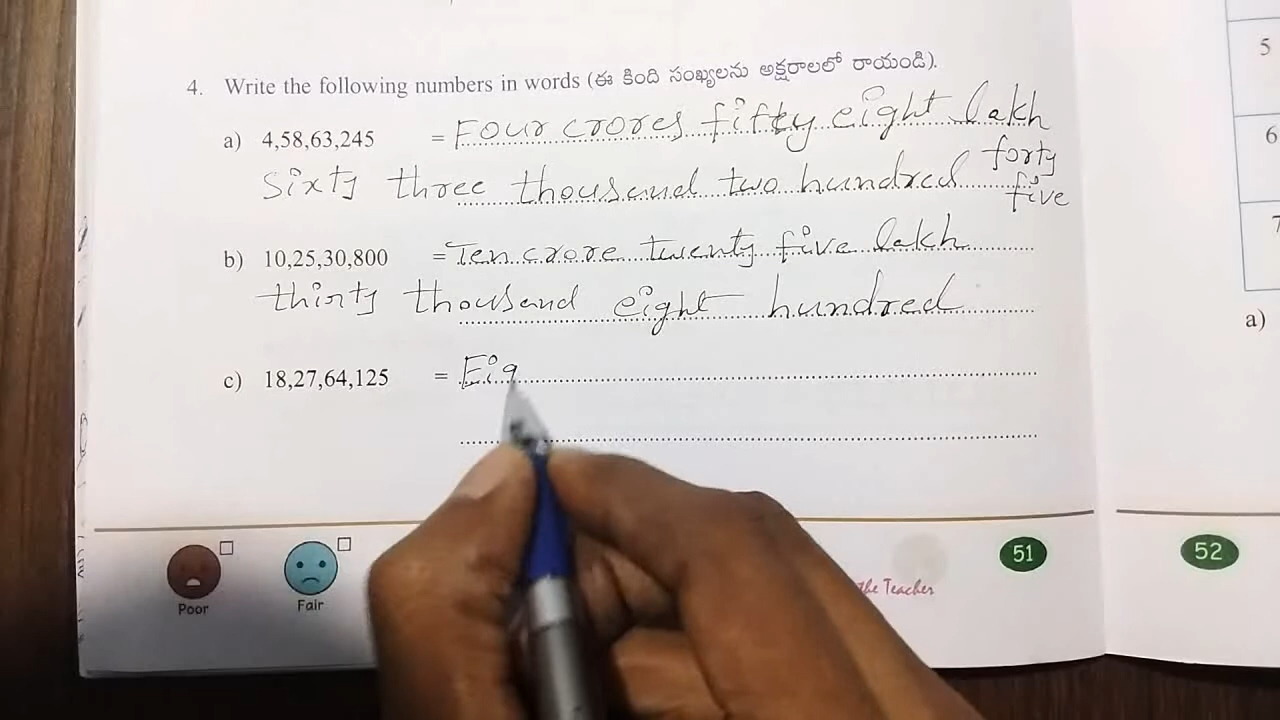 4. Write the following numbers in words (ఈ కింది సంఖ్యలను అక్షరాలలో రాయండి).
a) 4,58,63,245 = Four crores fifty eight lakh
sixty three thousand two hundred forty
five
b) 10,25,30,800 = Ten crore twenty five lakh
thirty thousand eight hundred
c) 18,27,64,125 = Eig
Poor
Fair
the Teacher
51
52
5
6
7
a)